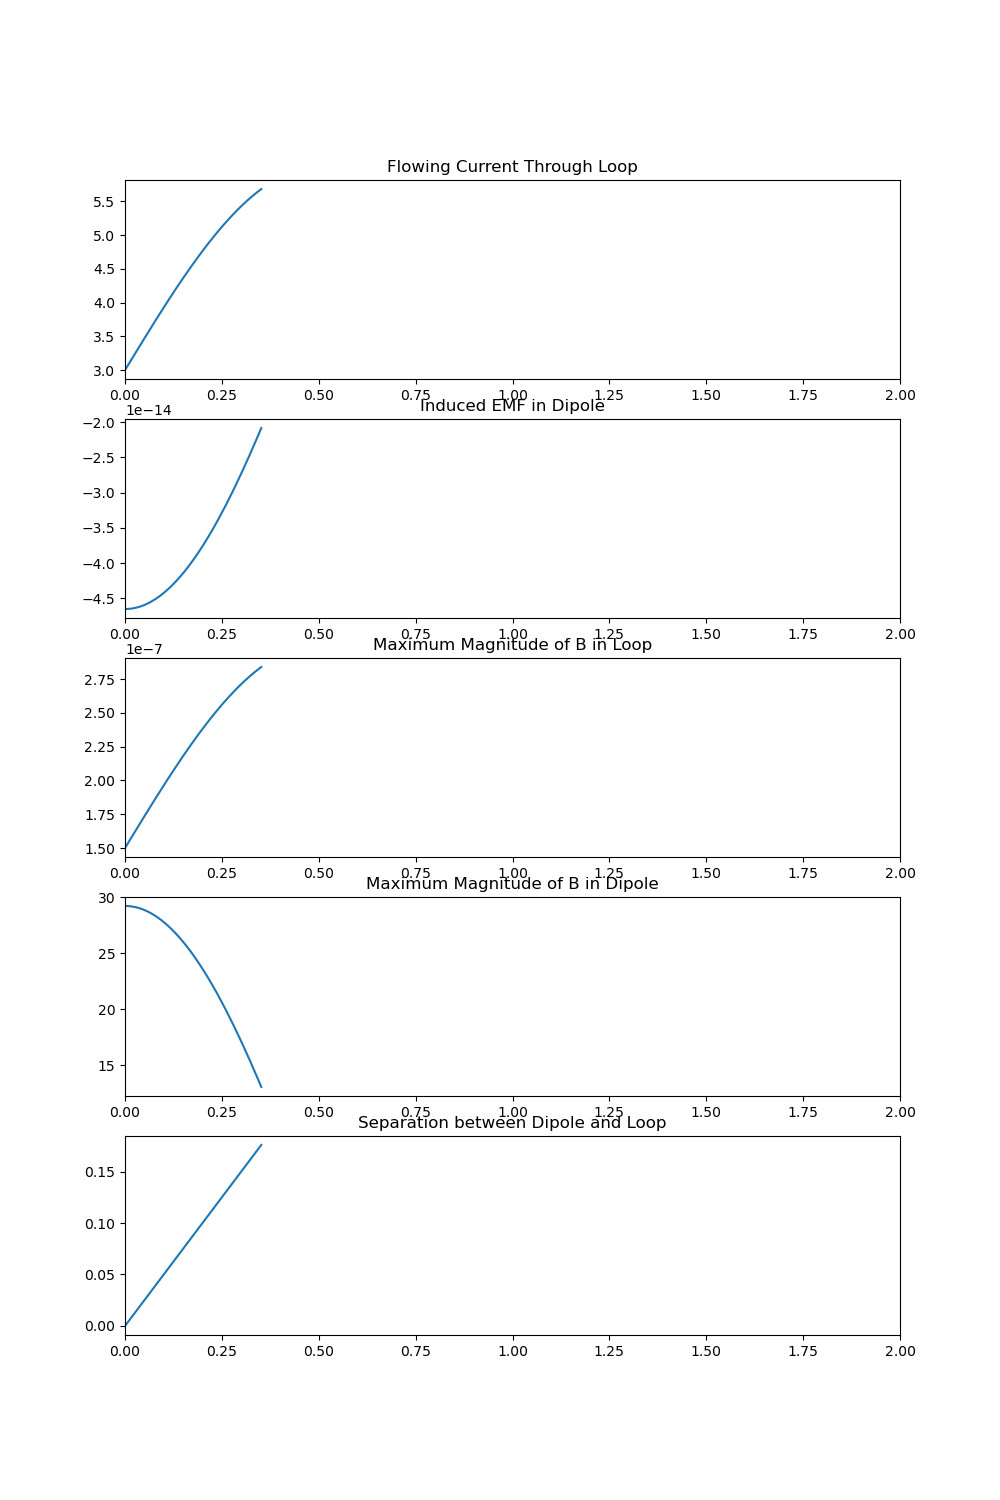 Flowing Current Through Loop
5.5
5.0
4.5
4.0
3.5
3.0
0.00 0.25 0.50 0.75 1.00 1.25 1.50 1.75 2.00
Induced EMF in Dipole
1e−14
−2.0
−2.5
−3.0
−3.5
−4.0
−4.5
0.00 0.25 0.50 0.75 1.00 1.25 1.50 1.75 2.00
Maximum Magnitude of B in Loop
1e−7
2.75
2.50
2.25
2.00
1.75
1.50
0.00 0.25 0.50 0.75 1.00 1.25 1.50 1.75 2.00
Maximum Magnitude of B in Dipole
30
25
20
15
0.00 0.25 0.50 0.75 1.00 1.25 1.50 1.75 2.00
Separation between Dipole and Loop
0.15
0.10
0.05
0.00
0.00 0.25 0.50 0.75 1.00 1.25 1.50 1.75 2.00